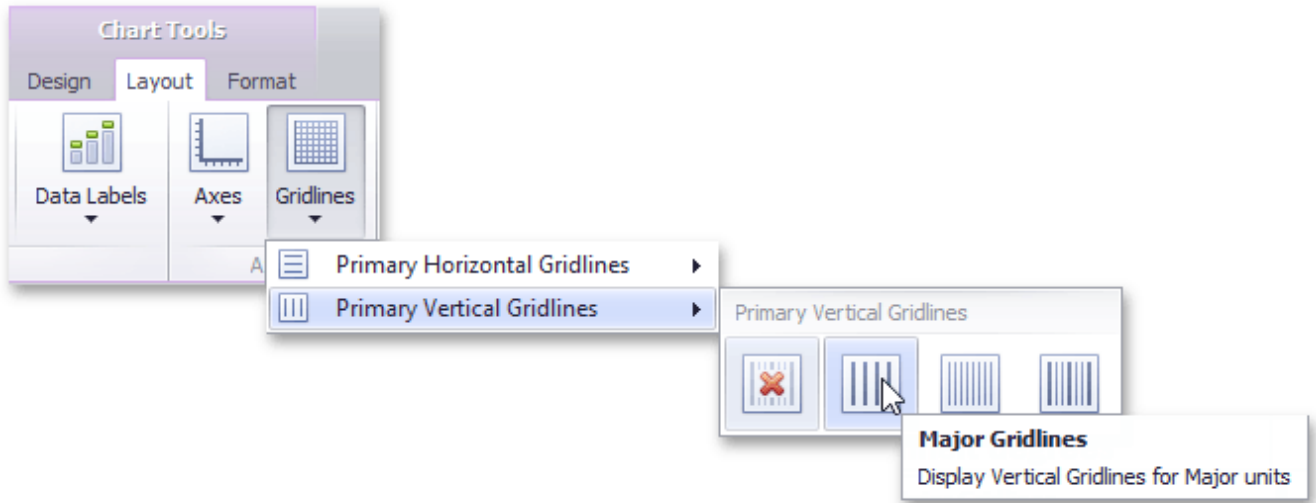 Chart Tools
Design Layout Format
Data Labels Axes Gridlines
A
Primary Horizontal Gridlines
Primary Vertical Gridlines
Primary Vertical Gridlines
Major Gridlines
Display Vertical Gridlines for Major units